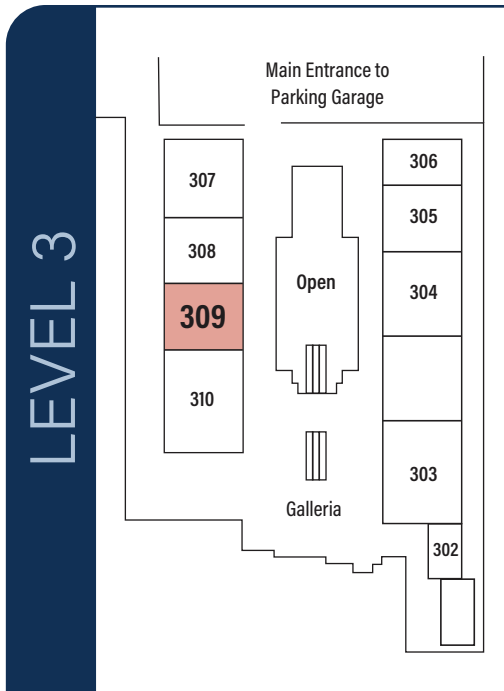 LEVEL 3
Main Entrance to
Parking Garage
307
308
309
310
Open
Galleria
306
305
304
303
302